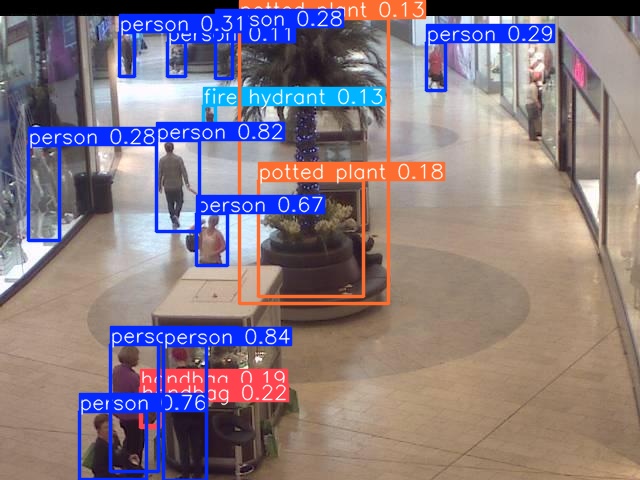 potted plant 0.13
person 0.31
son 0.28
person 0.11
person 0.29
fire hydrant 0.13
person 0.28
person 0.82
potted plant 0.18
person 0.67
perso
person 0.84
handbag 0.19
handbag 0.22
person 0.76